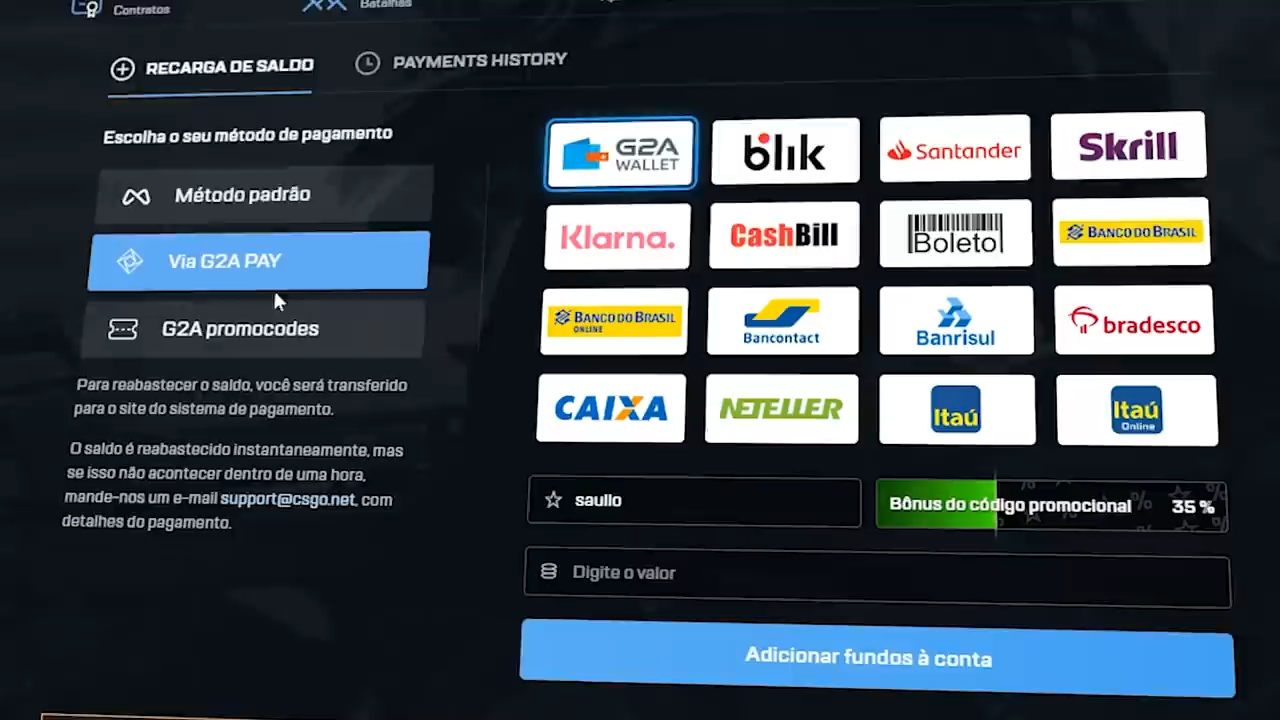 Contratos
Batalhas
RECARGA DE SALDO
PAYMENTS HISTORY
Escolha o seu método de pagamento
Método padrão
Via G2A PAY
G2A promocodes
Para reabastecer o saldo, você será transferido
para o site do sistema de pagamento.
O saldo é reabastecido instantaneamente, mas
se isso não acontecer dentro de uma hora,
mande-nos um e-mail support@csgo.net, com
detalhes do pagamento.
G2A
WALLET
blik
Santander
Skrill
Klarna.
CashBill
Boleto
BANCO DO BRASIL
BANCO DO BRASIL
ONLINE
Bancontact
Banrisul
bradesco
CAIXA
NETELLER
Itaú
Itaú
Online
saullo
Bônus do código promocional 35 %
Digite o valor
Adicionar fundos à conta